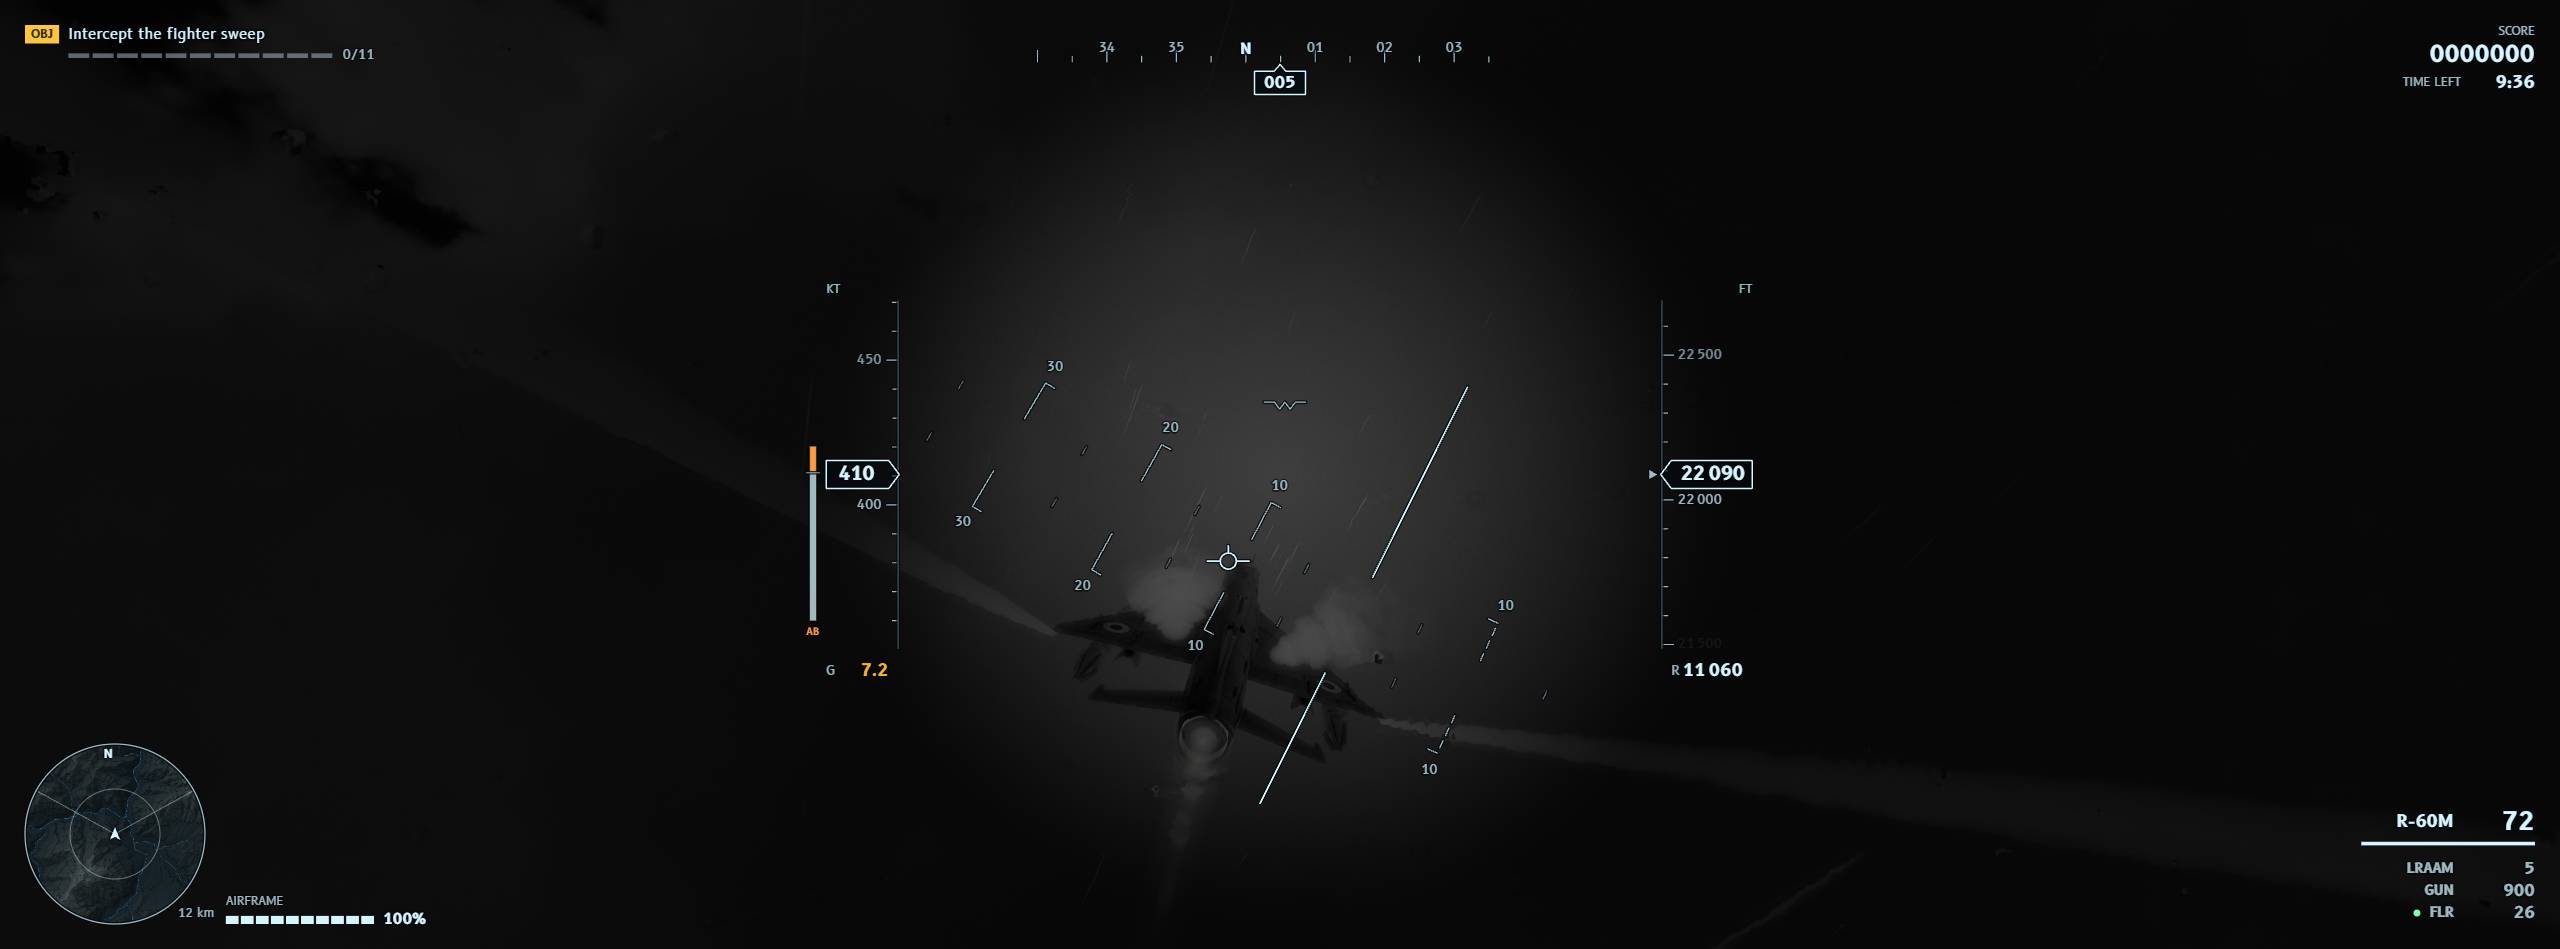 OBJ Intercept the fighter sweep
0/11
34 35 N 01 02 03
005
SCORE
0000000
TIME LEFT 9:36
KT
450
410
400
AB
G 7.2
FT
22 500
22 090
22 000
21 500
R 11 060
30
20
10
30
20
10
10
10
N
12 km
AIRFRAME
100%
R-60M 72
LRAAM 5
GUN 900
FLR 26